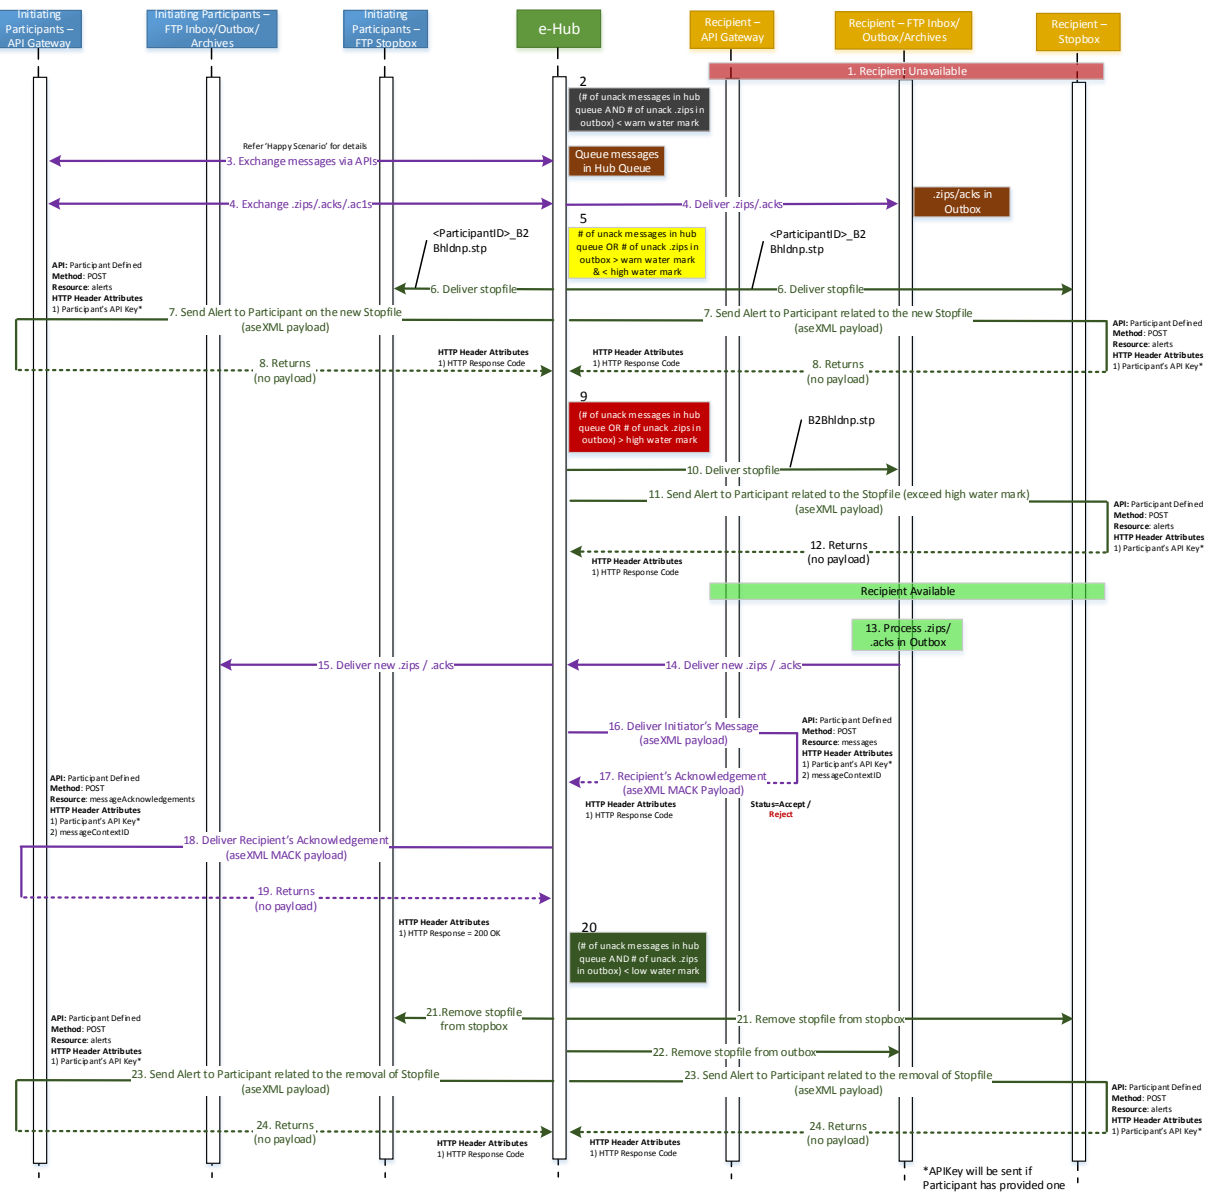 Initiating
Participants –
API Gateway
Initiating Participants –
FTP Inbox/Outbox/
Archives
Initiating
Participants –
FTP Stopbox
e-Hub
Recipient –
API Gateway
Recipient – FTP Inbox/
Outbox/Archives
Recipient –
Stopbox
1. Recipient Unavailable
2
(# of unack messages in hub
queue AND # of unack .zips in
outbox) < warn water mark
Refer 'Happy Scenario' for details
3. Exchange messages via APIs
Queue messages
in Hub Queue
4. Exchange .zips/.acks/.ac1s
4. Deliver .zips/.acks
.zips/acks in
Outbox
5
# of unack messages in hub
queue OR # of unack .zips in
outbox > warn water mark
& < high water mark
<ParticipantID>_B2
Bhldnp.stp
<ParticipantID>_B2
Bhldnp.stp
6. Deliver stopfile
6. Deliver stopfile
API: Participant Defined
Method: POST
Resource: alerts
HTTP Header Attributes
1) Participant's API Key*
7. Send Alert to Participant on the new Stopfile
(aseXML payload)
7. Send Alert to Participant related to the new Stopfile
(aseXML payload)
API: Participant Defined
Method: POST
Resource: alerts
HTTP Header Attributes
1) Participant's API Key*
HTTP Header Attributes
1) HTTP Response Code
HTTP Header Attributes
1) HTTP Response Code
8. Returns
(no payload)
8. Returns
(no payload)
9
(# of unack messages in hub
queue OR # of unack .zips in
outbox) > high water mark
B2Bhldnp.stp
10. Deliver stopfile
11. Send Alert to Participant related to the Stopfile (exceed high water mark)
(aseXML payload)
API: Participant Defined
Method: POST
Resource: alerts
HTTP Header Attributes
1) Participant's API Key*
12. Returns
(no payload)
HTTP Header Attributes
1) HTTP Response Code
Recipient Available
13. Process .zips/
.acks in Outbox
15. Deliver new .zips / .acks
14. Deliver new .zips / .acks
16. Deliver Initiator's Message
(aseXML payload)
API: Participant Defined
Method: POST
Resource: messages
HTTP Header Attributes
1) Participant's API Key*
2) messageContextID
17. Recipient's Acknowledgement
(aseXML MACK Payload)
HTTP Header Attributes
1) HTTP Response Code
Status=Accept /
Reject
API: Participant Defined
Method: POST
Resource: messageAcknowledgements
HTTP Header Attributes
1) Participant's API Key*
2) messageContextID
18. Deliver Recipient's Acknowledgement
(aseXML MACK payload)
19. Returns
(no payload)
HTTP Header Attributes
1) HTTP Response = 200 OK
20
(# of unack messages in hub
queue AND # of unack .zips
in outbox) < low water mark
21.Remove stopfile
from stopbox
21. Remove stopfile from stopbox
API: Participant Defined
Method: POST
Resource: alerts
HTTP Header Attributes
1) Participant's API Key*
22. Remove stopfile from outbox
23. Send Alert to Participant related to the removal of Stopfile
(aseXML payload)
23. Send Alert to Participant related to the removal of Stopfile
(aseXML payload)
API: Participant Defined
Method: POST
Resource: alerts
HTTP Header Attributes
1) Participant's API Key*
24. Returns
(no payload)
24. Returns
(no payload)
HTTP Header Attributes
1) HTTP Response Code
HTTP Header Attributes
1) HTTP Response Code
*APIKey will be sent if
Participant has provided one